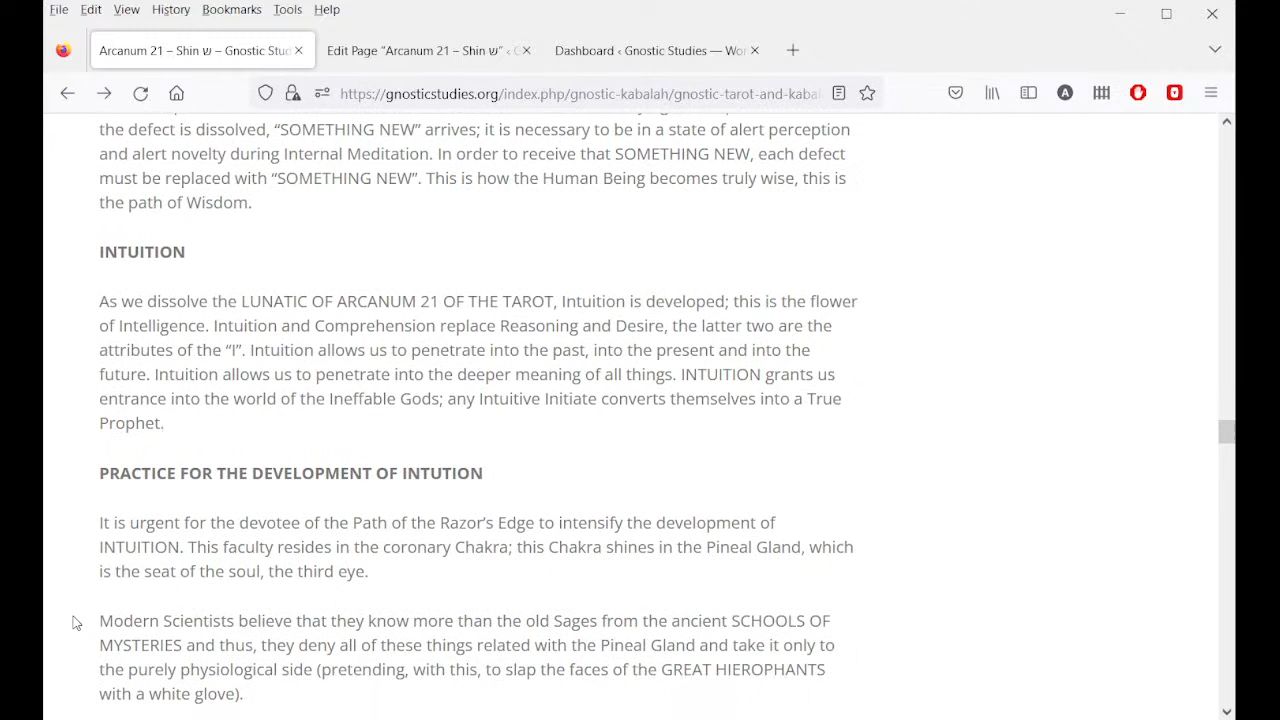 File Edit View History Bookmarks Tools Help
Arcanum 21 – Shin ש – Gnostic Stud
Edit Page “Arcanum 21 – Shin ש” ‹ G
Dashboard ‹ Gnostic Studies — Wor
https://gnosticstudies.org/index.php/gnostic-kabalah/gnostic-tarot-and-kabal
the defect is dissolved, “SOMETHING NEW” arrives; it is necessary to be in a state of alert perception
and alert novelty during Internal Meditation. In order to receive that SOMETHING NEW, each defect
must be replaced with “SOMETHING NEW”. This is how the Human Being becomes truly wise, this is
the path of Wisdom.
INTUITION
As we dissolve the LUNATIC OF ARCANUM 21 OF THE TAROT, Intuition is developed; this is the flower
of Intelligence. Intuition and Comprehension replace Reasoning and Desire, the latter two are the
attributes of the “I”. Intuition allows us to penetrate into the past, into the present and into the
future. Intuition allows us to penetrate into the deeper meaning of all things. INTUITION grants us
entrance into the world of the Ineffable Gods; any Intuitive Initiate converts themselves into a True
Prophet.
PRACTICE FOR THE DEVELOPMENT OF INTUTION
It is urgent for the devotee of the Path of the Razor’s Edge to intensify the development of
INTUITION. This faculty resides in the coronary Chakra; this Chakra shines in the Pineal Gland, which
is the seat of the soul, the third eye.
Modern Scientists believe that they know more than the old Sages from the ancient SCHOOLS OF
MYSTERIES and thus, they deny all of these things related with the Pineal Gland and take it only to
the purely physiological side (pretending, with this, to slap the faces of the GREAT HIEROPHANTS
with a white glove).